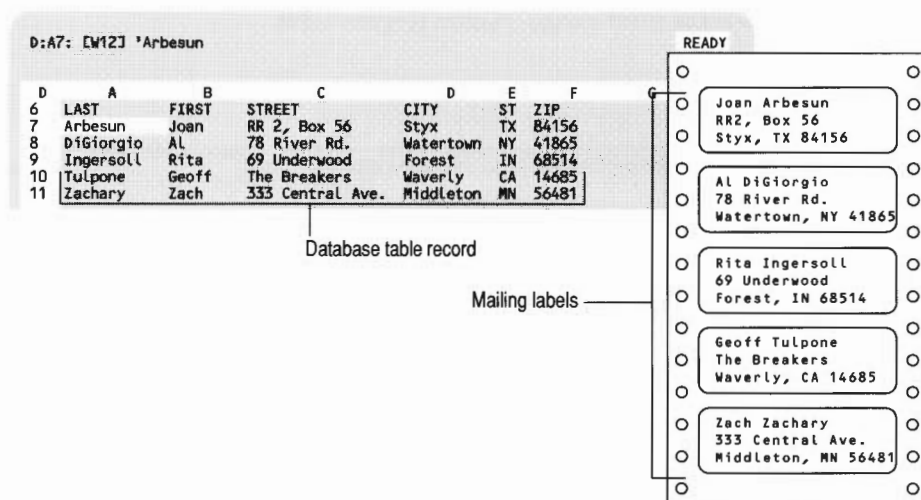 D:A7: [W12] 'Arbesun READY
D A B C D E F G
6 LAST FIRST STREET CITY ST ZIP
7 Arbesun Joan RR 2, Box 56 Styx TX 84156
8 DiGiorgio Al 78 River Rd. Watertown NY 41865
9 Ingersoll Rita 69 Underwood Forest IN 68514
10 Tulpone Geoff The Breakers Waverly CA 14685
11 Zachary Zach 333 Central Ave. Middleton MN 56481
Database table record
Mailing labels
Joan Arbesun
RR2, Box 56
Styx, TX 84156
Al DiGiorgio
78 River Rd.
Watertown, NY 41865
Rita Ingersoll
69 Underwood
Forest, IN 68514
Geoff Tulpone
The Breakers
Waverly, CA 14685
Zach Zachary
333 Central Ave.
Middleton, MN 56481